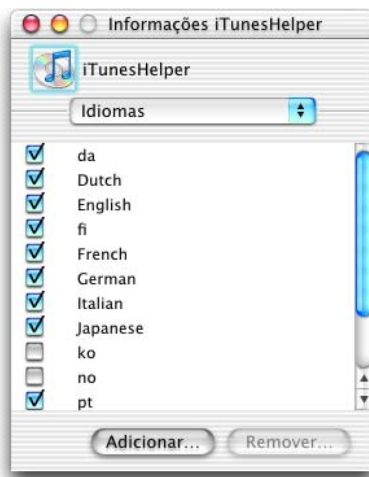 Informações iTunesHelper
iTunesHelper
Idiomas
da
Dutch
English
fi
French
German
Italian
Japanese
ko
no
pt
Adicionar... Remover...